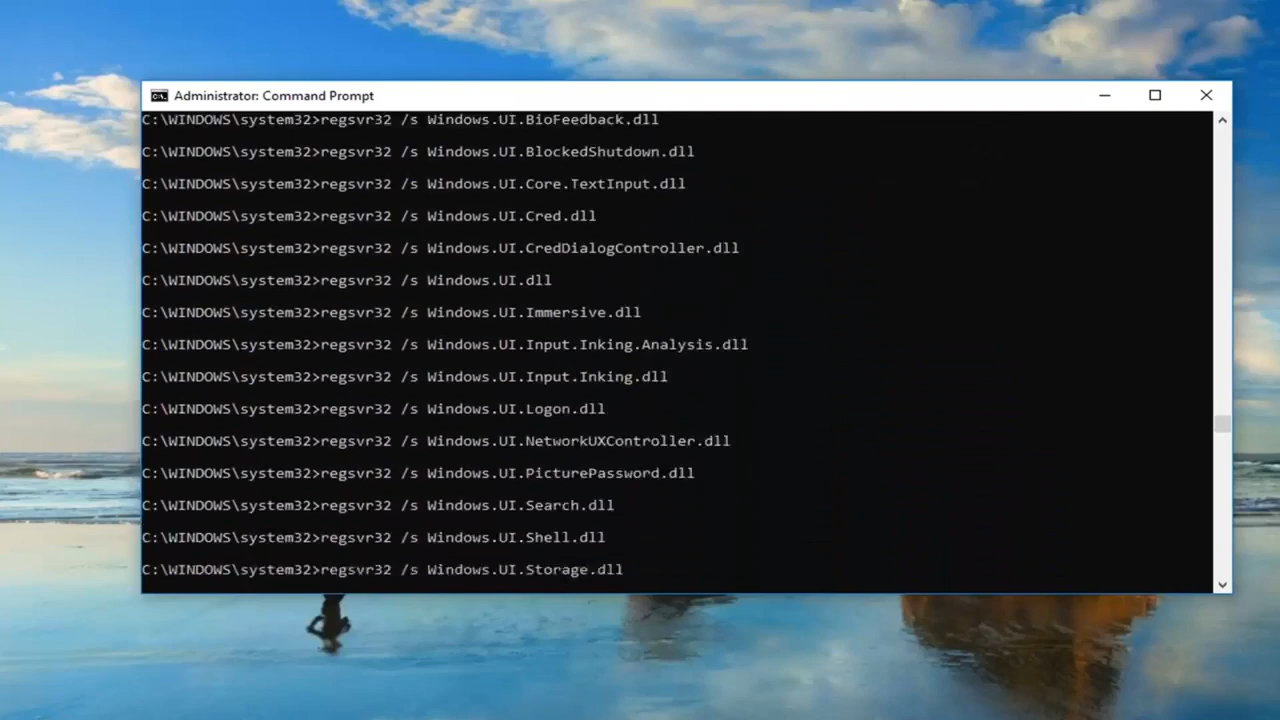 Administrator: Command Prompt
C:\WINDOWS\system32>regsvr32 /s Windows.UI.BioFeedback.dll
C:\WINDOWS\system32>regsvr32 /s Windows.UI.BlockedShutdown.dll
C:\WINDOWS\system32>regsvr32 /s Windows.UI.Core.TextInput.dll
C:\WINDOWS\system32>regsvr32 /s Windows.UI.Cred.dll
C:\WINDOWS\system32>regsvr32 /s Windows.UI.CredDialogController.dll
C:\WINDOWS\system32>regsvr32 /s Windows.UI.dll
C:\WINDOWS\system32>regsvr32 /s Windows.UI.Immersive.dll
C:\WINDOWS\system32>regsvr32 /s Windows.UI.Input.Inking.Analysis.dll
C:\WINDOWS\system32>regsvr32 /s Windows.UI.Input.Inking.dll
C:\WINDOWS\system32>regsvr32 /s Windows.UI.Logon.dll
C:\WINDOWS\system32>regsvr32 /s Windows.UI.NetworkUXController.dll
C:\WINDOWS\system32>regsvr32 /s Windows.UI.PicturePassword.dll
C:\WINDOWS\system32>regsvr32 /s Windows.UI.Search.dll
C:\WINDOWS\system32>regsvr32 /s Windows.UI.Shell.dll
C:\WINDOWS\system32>regsvr32 /s Windows.UI.Storage.dll